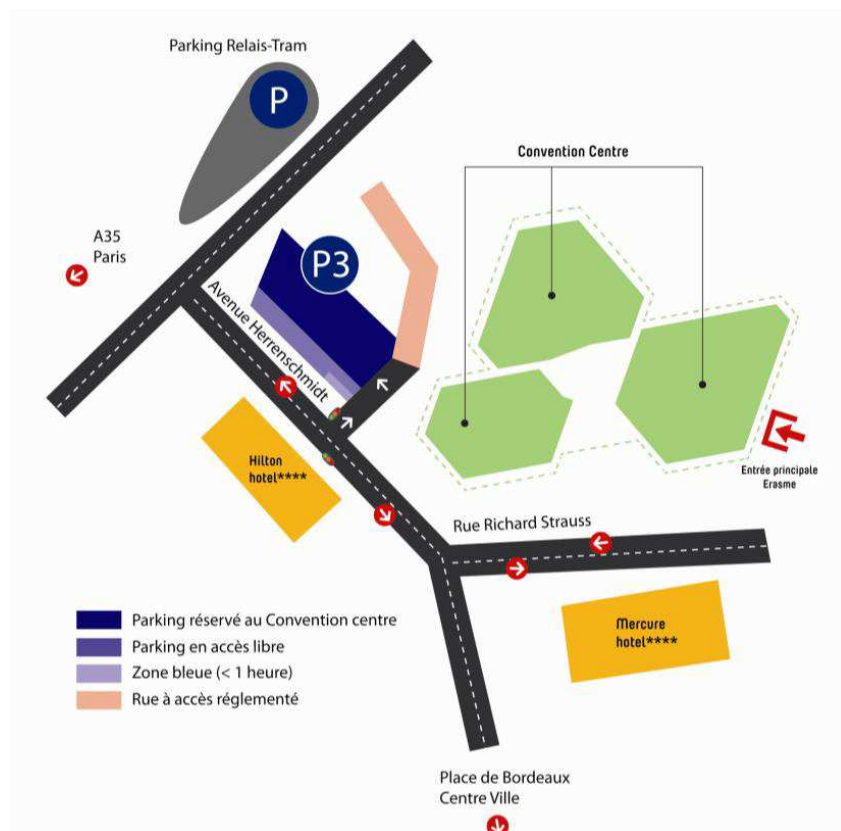 Parking Relais-Tram
P
Convention Centre
A35
Paris
P3
Avenue Herrenschmidt
Hilton
hotel****
Entrée principale
Erasme
Rue Richard Strauss
Mercure
hotel****
Parking réservé au Convention centre
Parking en accès libre
Zone bleue (< 1 heure)
Rue à accès réglementé
Place de Bordeaux
Centre Ville